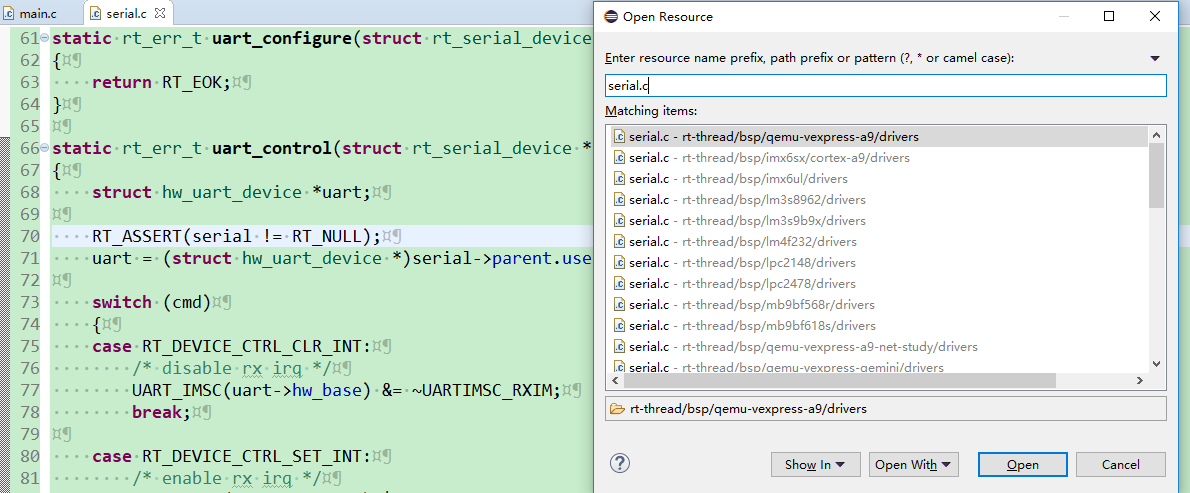 main.c
serial.c
61 static rt_err_t uart_configure(struct rt_serial_device
62 {¤¶
63 ····return·RT_EOK;¤¶
64 }¤¶
65 ¤¶
66 static·rt_err_t·uart_control(struct·rt_serial_device·*
67 {¤¶
68 ····struct·hw_uart_device·*uart;¤¶
69 ¤¶
70 ····RT_ASSERT(serial·!=·RT_NULL);¤¶
71 ····uart·=·(struct·hw_uart_device·*)serial->parent.use
72 ¤¶
73 ····switch·(cmd)¤¶
74 ····{¤¶
75 ····case·RT_DEVICE_CTRL_CLR_INT:¤¶
76 ········/*·disable·rx·irq·*/¤¶
77 ········UART_IMSC(uart->hw_base)·&=·~UARTIMSC_RXIM;¤¶
78 ········break;¤¶
79 ¤¶
80 ····case·RT_DEVICE_CTRL_SET_INT:¤¶
81 ········/*·enable·rx·irq·*/¤¶
Open Resource
Enter resource name prefix, path prefix or pattern (?, * or camel case):
serial.c
Matching items:
serial.c - rt-thread/bsp/qemu-vexpress-a9/drivers
serial.c - rt-thread/bsp/imx6sx/cortex-a9/drivers
serial.c - rt-thread/bsp/imx6ul/drivers
serial.c - rt-thread/bsp/lm3s8962/drivers
serial.c - rt-thread/bsp/lm3s9b9x/drivers
serial.c - rt-thread/bsp/lm4f232/drivers
serial.c - rt-thread/bsp/lpc2148/drivers
serial.c - rt-thread/bsp/lpc2478/drivers
serial.c - rt-thread/bsp/mb9bf568r/drivers
serial.c - rt-thread/bsp/mb9bf618s/drivers
serial.c - rt-thread/bsp/qemu-vexpress-a9-net-study/drivers
serial.c - rt-thread/bsp/qemu-vexpress-gemini/drivers
rt-thread/bsp/qemu-vexpress-a9/drivers
Show In
Open With
Open
Cancel